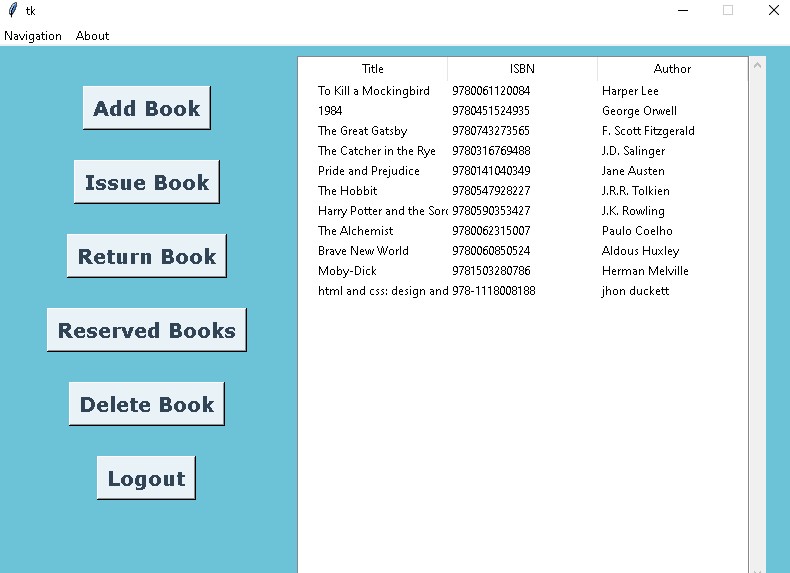 tk
Navigation About
Add Book
Issue Book
Return Book
Reserved Books
Delete Book
Logout
Title ISBN Author
To Kill a Mockingbird 9780061120084 Harper Lee
1984 9780451524935 George Orwell
The Great Gatsby 9780743273565 F. Scott Fitzgerald
The Catcher in the Rye 9780316769488 J.D. Salinger
Pride and Prejudice 9780141040349 Jane Austen
The Hobbit 9780547928227 J.R.R. Tolkien
Harry Potter and the Sorc 9780590353427 J.K. Rowling
The Alchemist 9780062315007 Paulo Coelho
Brave New World 9780060850524 Aldous Huxley
Moby-Dick 9781503280786 Herman Melville
html and css: design and 978-1118008188 jhon duckett